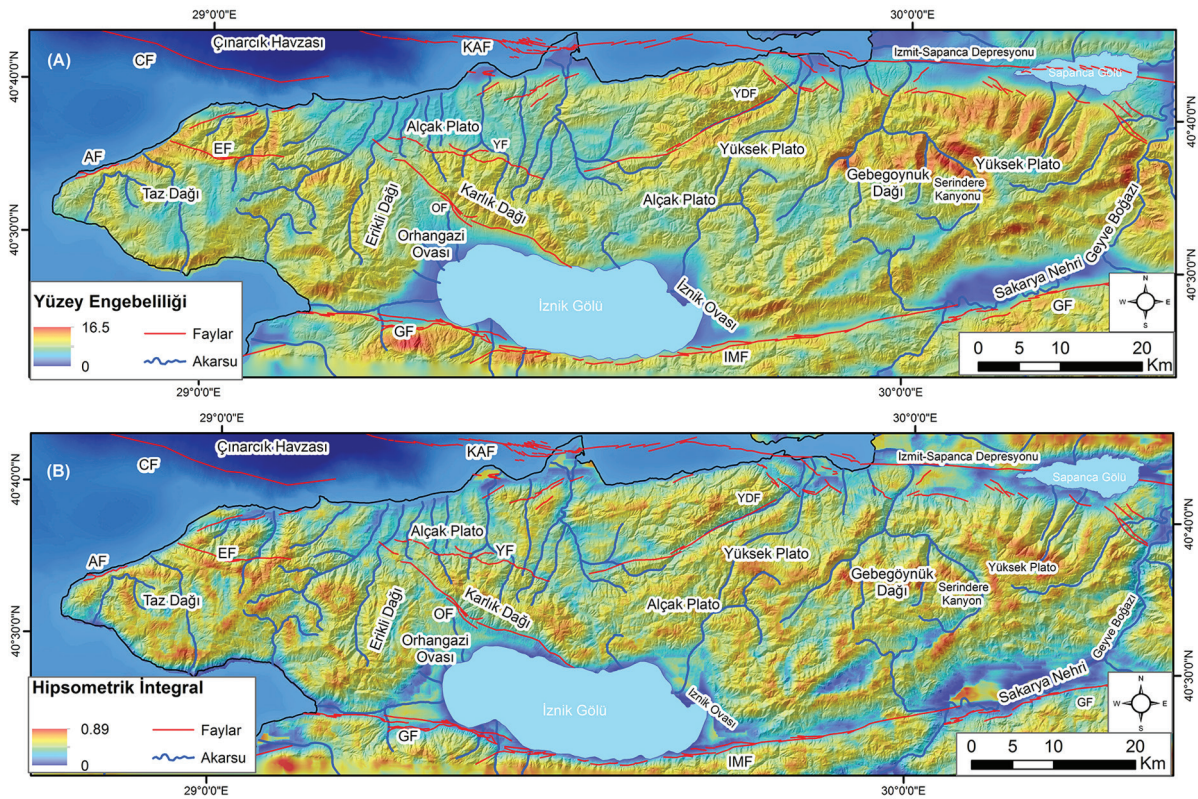 29°0'0"E
30°0'0"E
(A)
Çınarcık Havzası
CF
KAF
İzmit-Sapanca Depresyonu
Sapanca Gölü
40°40'0"N
40°40'0"N
YDF
Alçak Plato
EF
YF
AF
Yüksek Plato
Yüksek Plato
Gebegoynuk
Dağı
Serindere
Kanyonu
Taz Dağı
Erikli Dağı
Karlık Dağı
Alçak Plato
OF
Orhangazi
Ovası
Geyve Boğazı
40°30'0"N
40°30'0"N
Sakarya Nehri
İznik Gölü
İznik Ovası
GF
GF
IMF
Yüzey Engebeliliği
16.5
0
Faylar
Akarsu
N
W
E
S
0 5 10 20
Km
29°0'0"E
30°0'0"E
29°0'0"E
30°0'0"E
(B)
Çınarcık Havzası
CF
KAF
İzmit-Sapanca Depresyonu
Sapanca Gölü
40°40'0"N
40°40'0"N
YDF
Alçak Plato
EF
YF
AF
Yüksek Plato
Yüksek Plato
Gebegöynük
Dağı
Serindere
Kanyon
Taz Dağı
Erikli Dağı
Karlık Dağı
Alçak Plato
OF
Orhangazi
Ovası
Geyve Boğazı
40°30'0"N
40°30'0"N
Sakarya Nehri
İznik Gölü
İznik Ovası
GF
GF
IMF
Hipsometrik İntegral
0.89
0
Faylar
Akarsu
N
W
E
S
0 5 10 20
Km
29°0'0"E
30°0'0"E